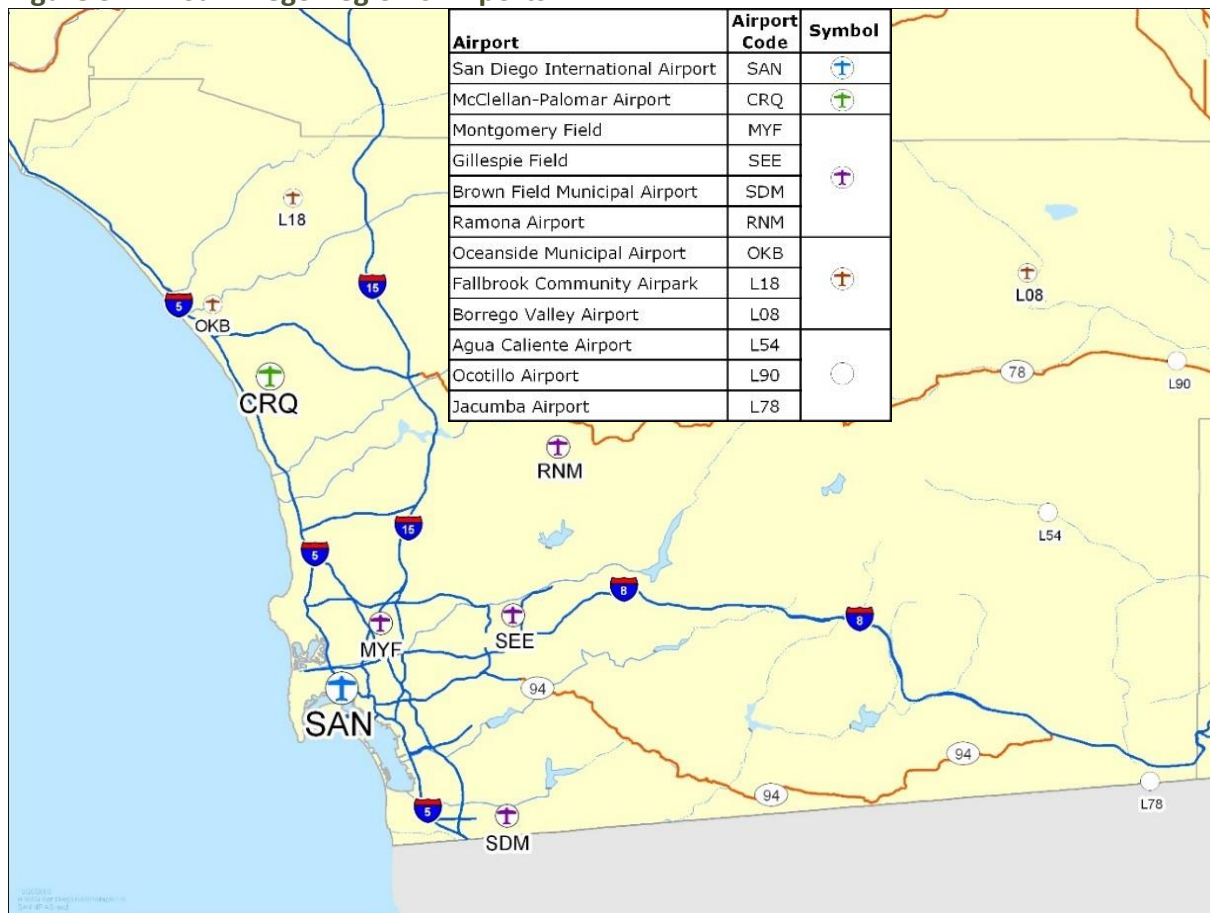 Airport Airport Code Symbol
San Diego International Airport SAN
McClellan-Palomar Airport CRQ
Montgomery Field MYF
Gillespie Field SEE
Brown Field Municipal Airport SDM
Ramona Airport RNM
Oceanside Municipal Airport OKB
Fallbrook Community Airpark L18
Borrego Valley Airport L08
Agua Caliente Airport L54
Ocotillo Airport L90
Jacumba Airport L78
L18
15
L08
5
OKB
78
L90
CRQ
RNM
15
L54
5
8
8
MYF
SEE
94
SAN
94
94
L78
5
SDM